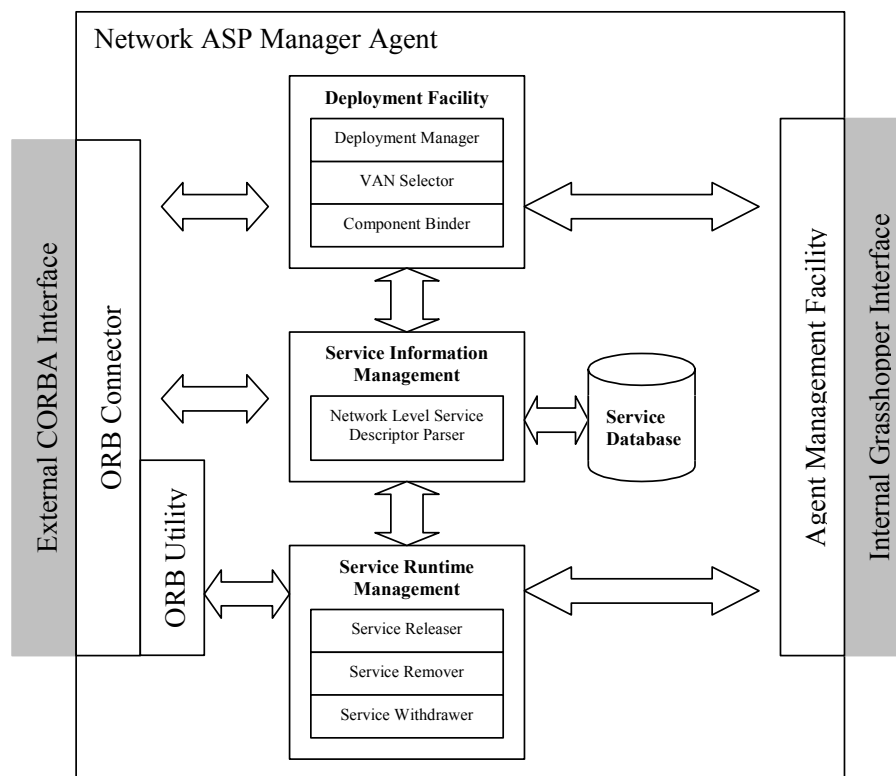 Network ASP Manager Agent
Deployment Facility
Deployment Manager
VAN Selector
Component Binder
External CORBA Interface
ORB Connector
ORB Utility
Service Information
Management
Network Level Service
Descriptor Parser
Service
Database
Service Runtime
Management
Service Releaser
Service Remover
Service Withdrawer
Agent Management Facility
Internal Grasshopper Interface